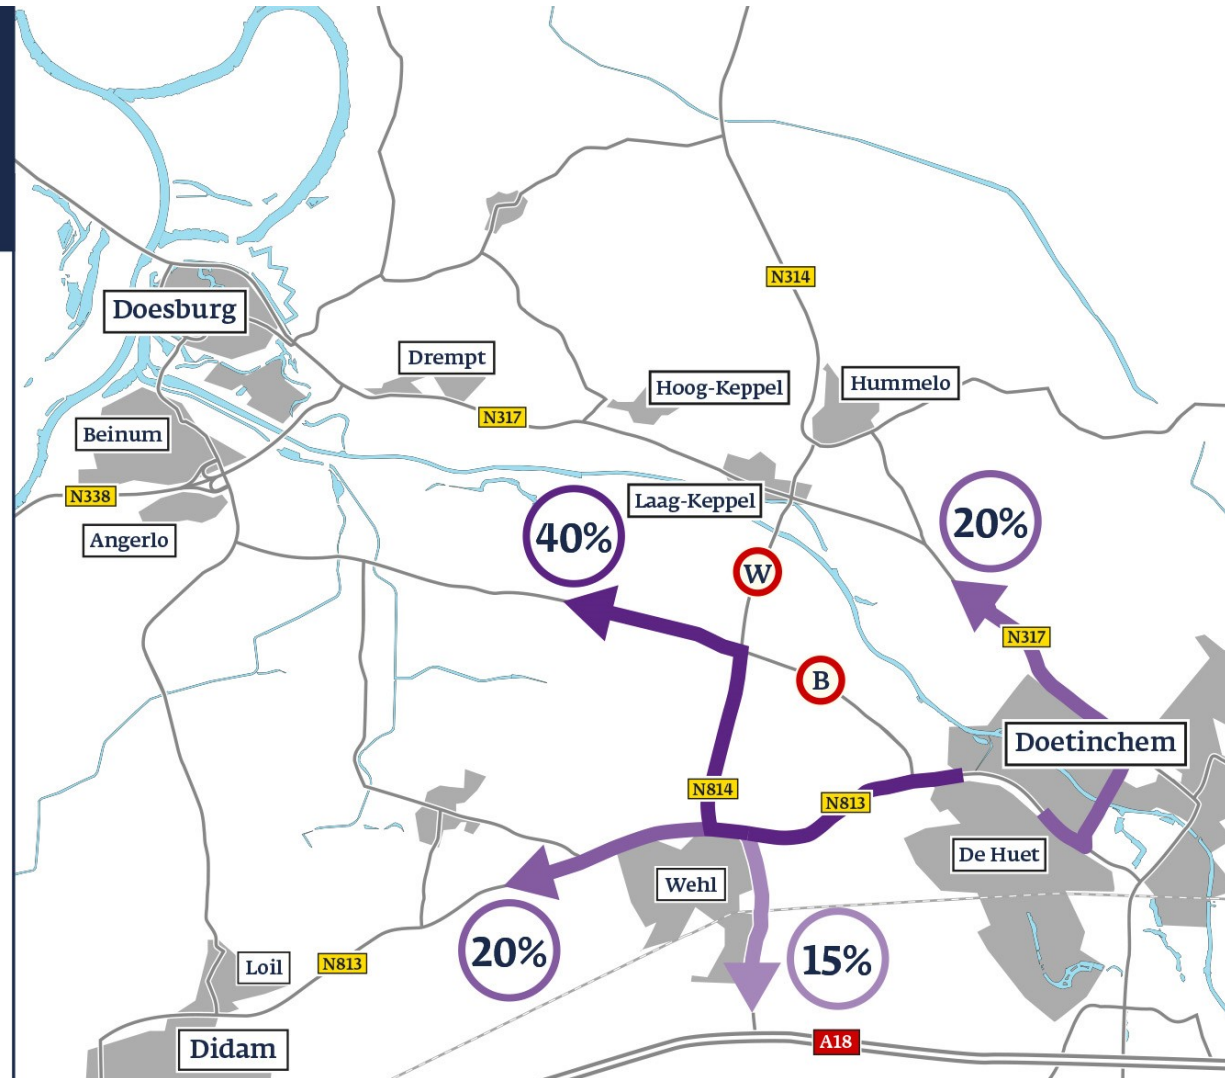 N314
Doesburg
Drempt
Hoog-Keppel
Hummelo
N317
Beinum
N338
Laag-Keppel
Angerlo
40%
20%
W
N317
B
Doetinchem
N814
N813
De Huet
Wehl
20%
15%
Loil
N813
A18
Didam